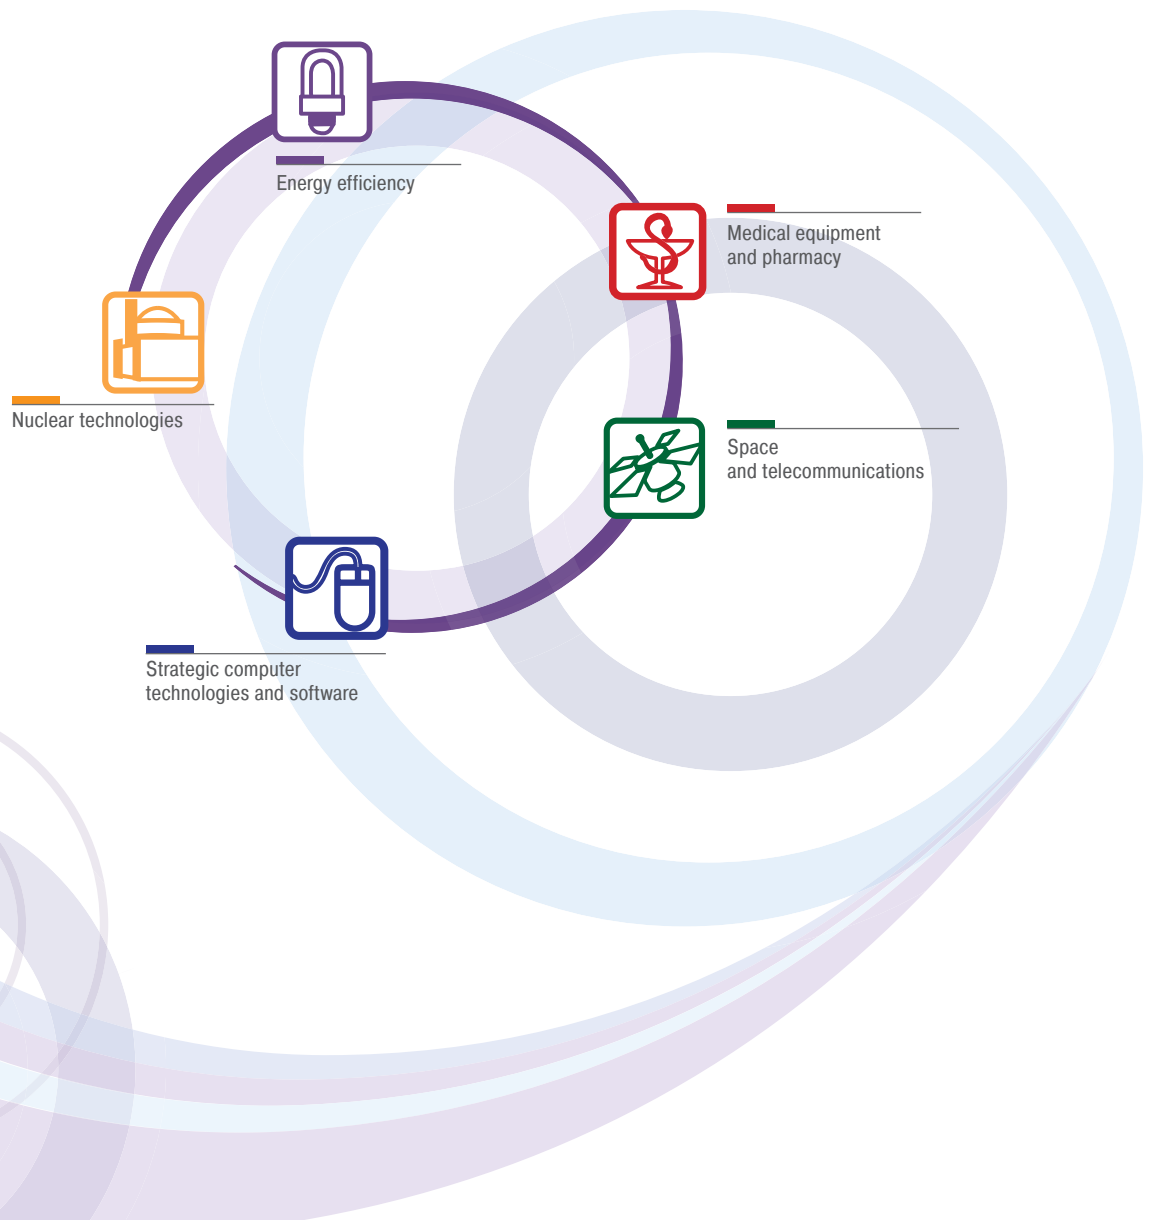 Energy efficiency
Medical equipment
and pharmacy
Nuclear technologies
Space
and telecommunications
Strategic computer
technologies and software